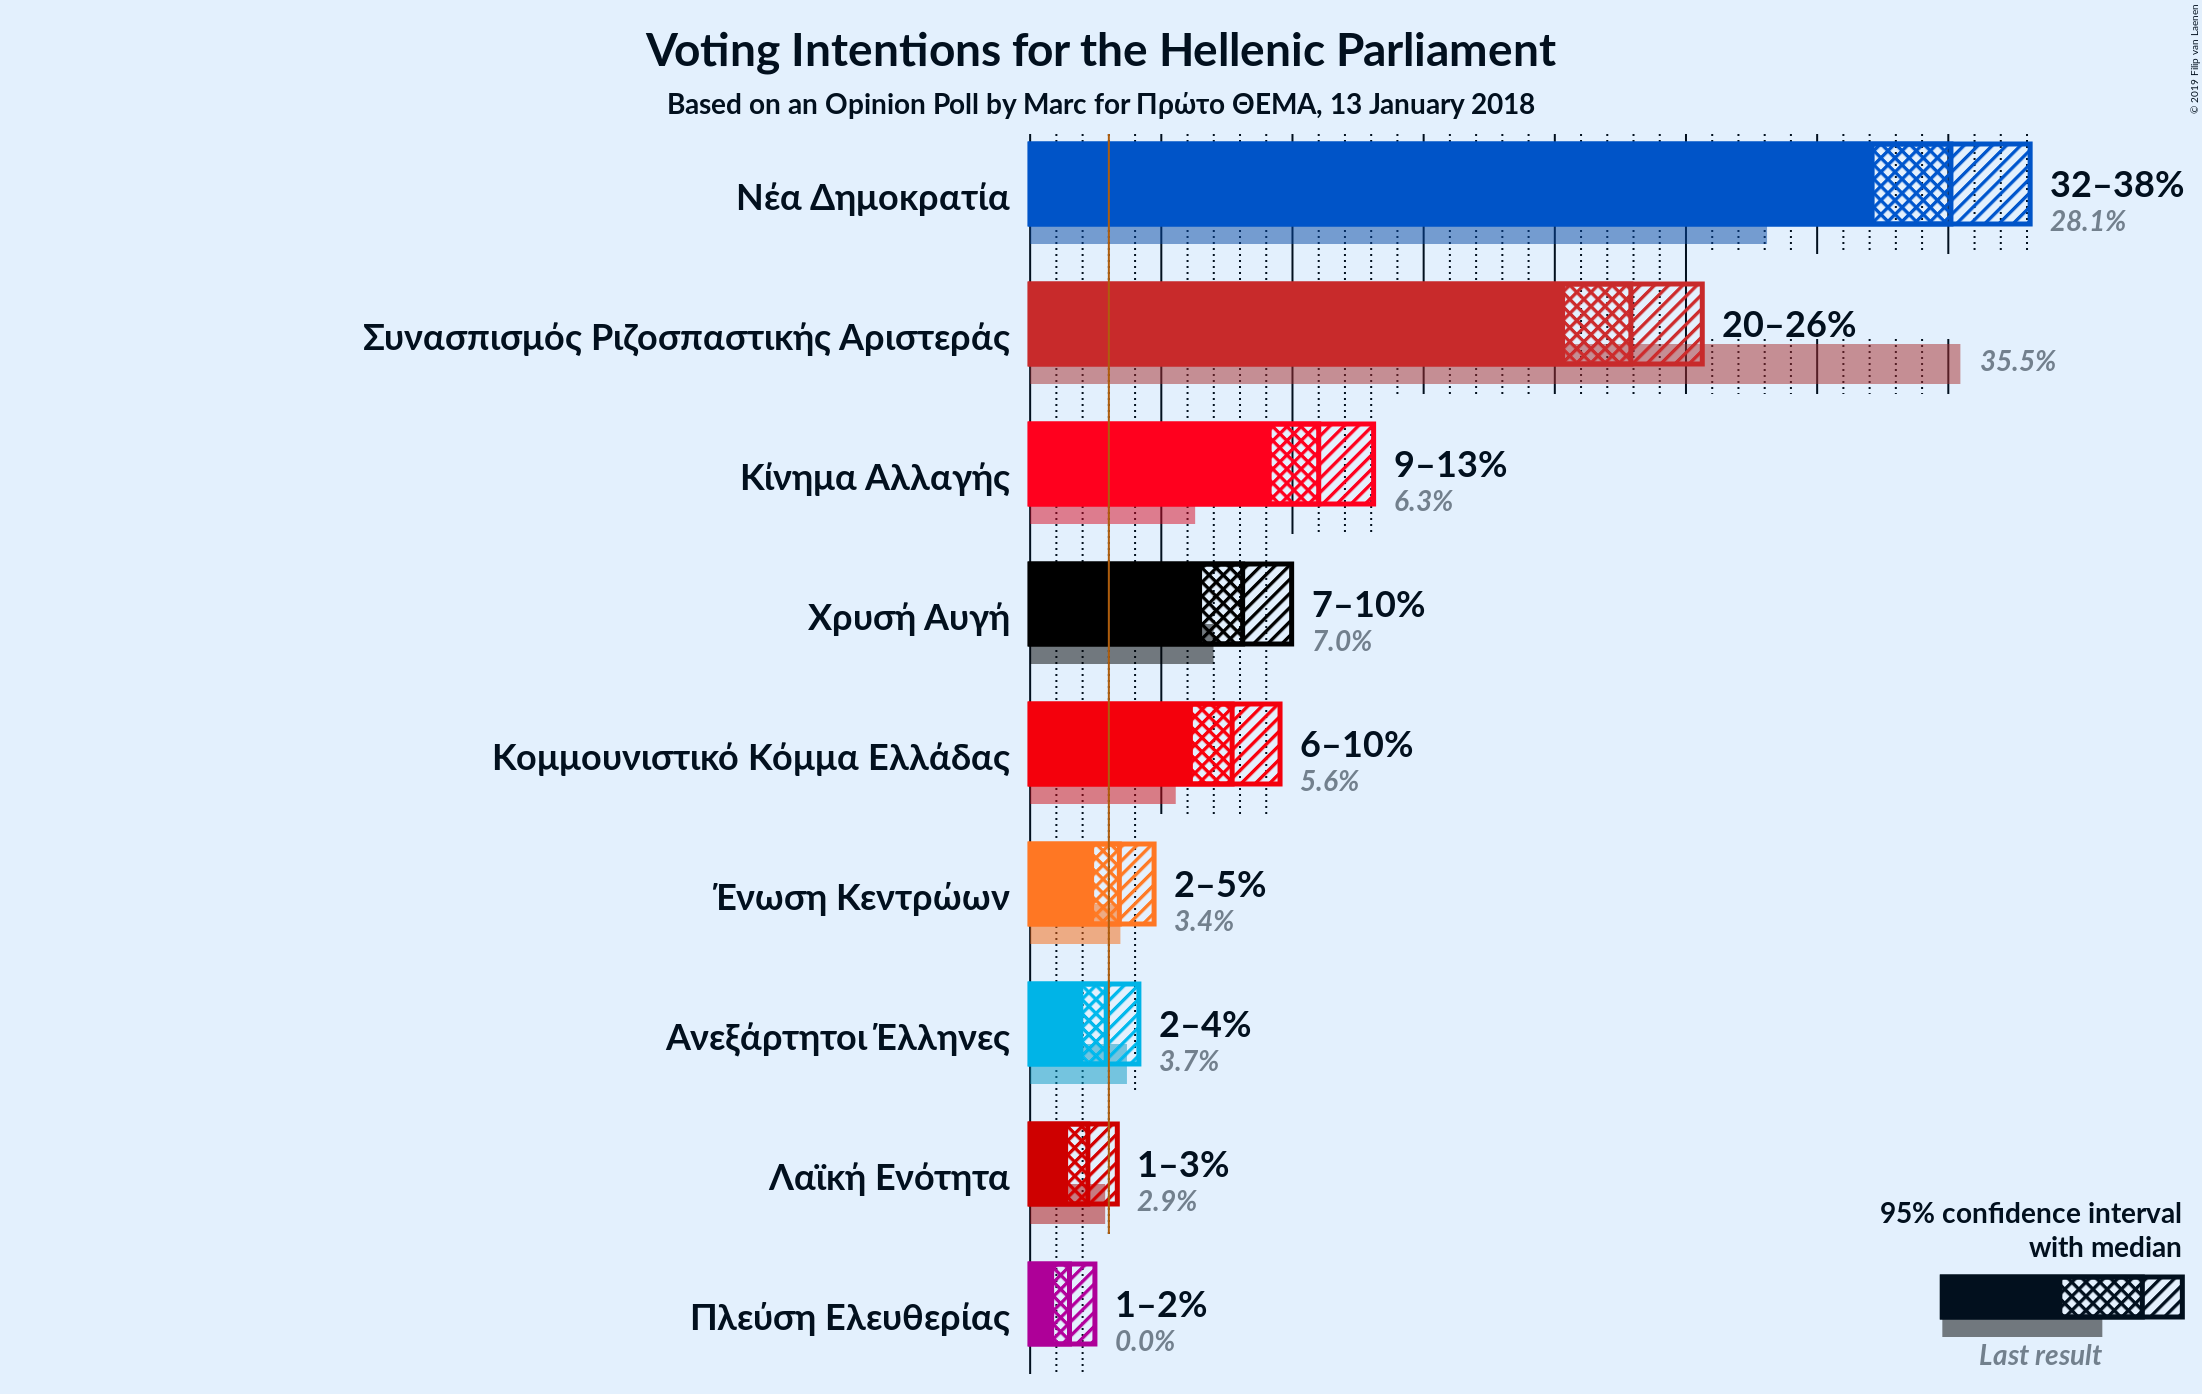 Voting Intentions for the Hellenic Parliament
Based on an Opinion Poll by Marc for Πρώτο ΘΕΜΑ, 13 January 2018
© 2019 Filip van Laenen
Νέα Δημοκρατία
32–38%
28.1%
Συνασπισμός Ριζοσπαστικής Αριστεράς
20–26%
35.5%
Κίνημα Αλλαγής
9–13%
6.3%
Χρυσή Αυγή
7–10%
7.0%
Κομμουνιστικό Κόμμα Ελλάδας
6–10%
5.6%
Ένωση Κεντρώων
2–5%
3.4%
Ανεξάρτητοι Έλληνες
2–4%
3.7%
Λαϊκή Ενότητα
1–3%
2.9%
Πλεύση Ελευθερίας
1–2%
0.0%
95% confidence interval
with median
Last result